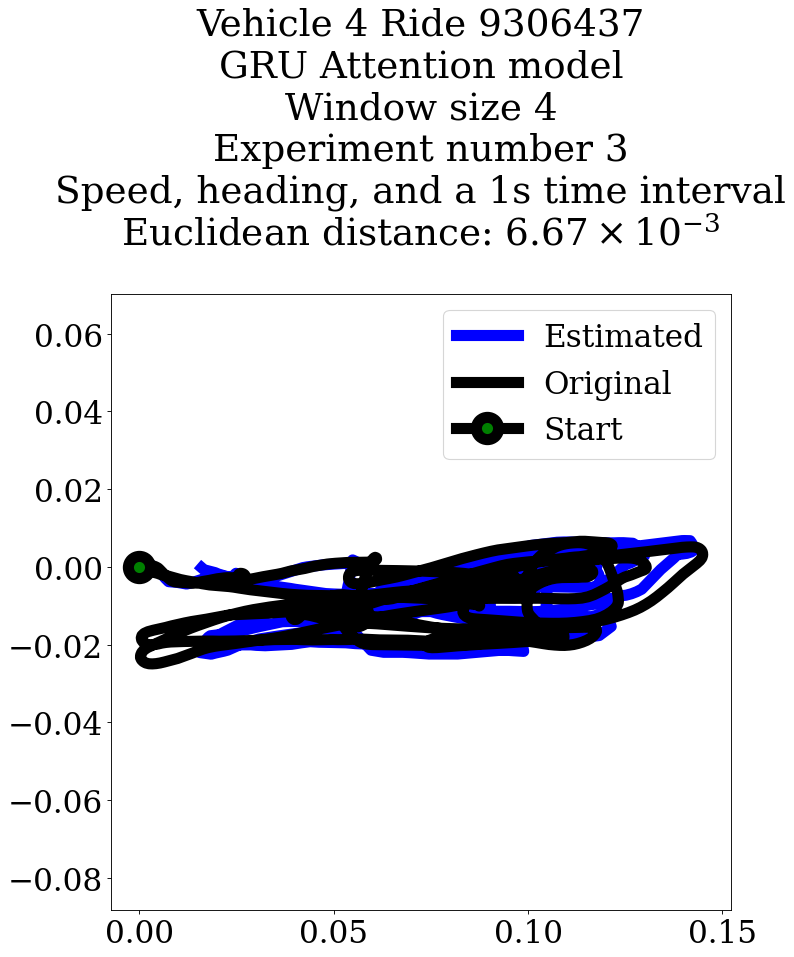 Vehicle 4 Ride 9306437
GRU Attention model
Window size 4
Experiment number 3
Speed, heading, and a 1s time interval
Euclidean distance: 6.67 × 10⁻³
Estimated
Original
Start
0.06
0.04
0.02
0.00
−0.02
−0.04
−0.06
−0.08
0.00 0.05 0.10 0.15